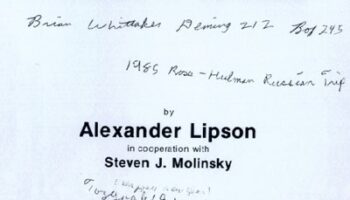 Brian Whittaker Deming 212 Box 245
1985 Rose-Hulman Russian Trip
by
Alexander Lipson
in cooperation with
Steven J. Molinsky